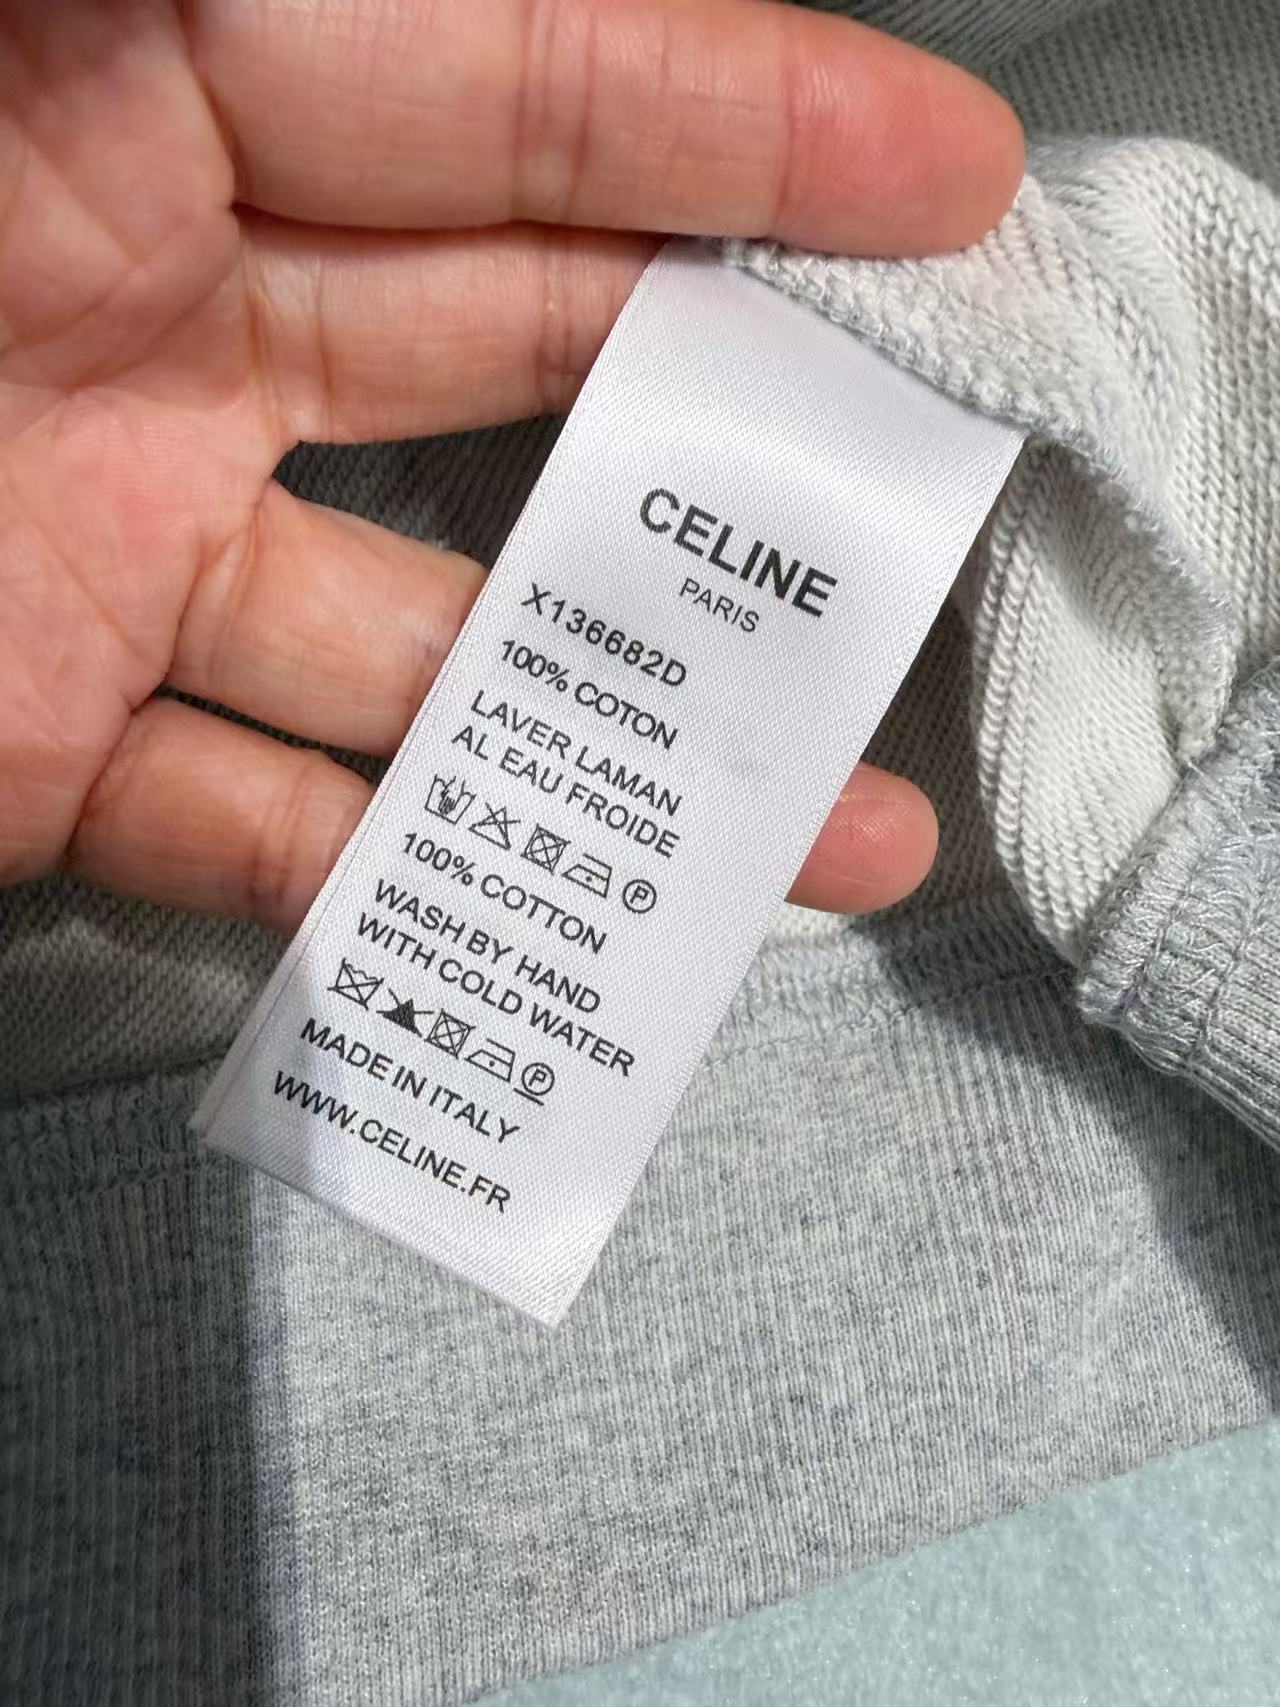 CELINE
PARIS
X136682D
100% COTON
LAVER LAMAN
AL EAU FROIDE
P
100% COTTON
WASH BY HAND
WITH COLD WATER
P
MADE IN ITALY
WWW.CELINE.FR